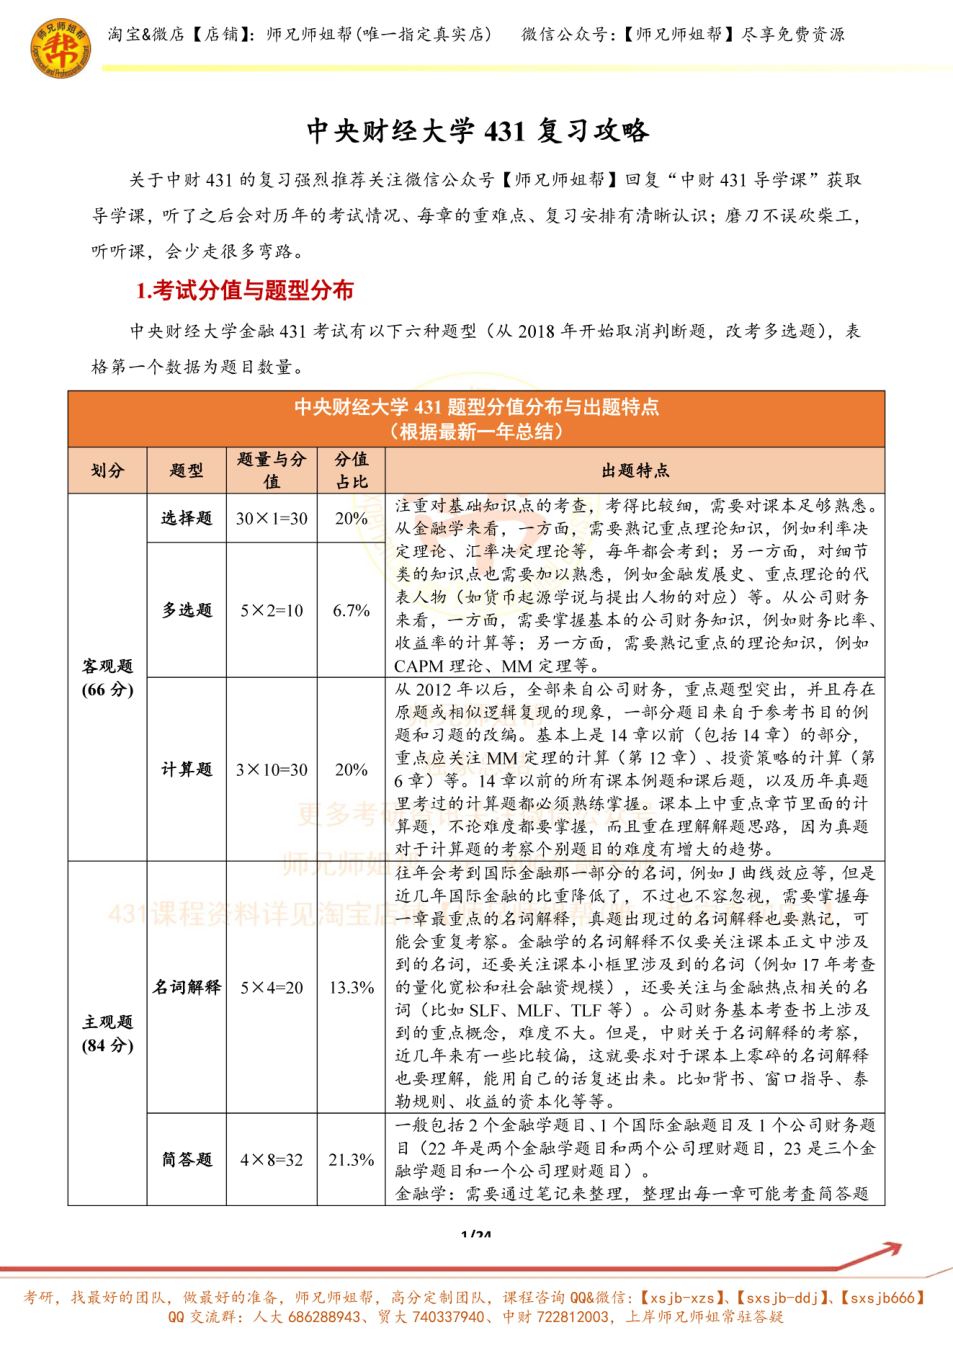 淘宝&微店【店铺】：师兄师姐帮(唯一指定真实店)　微信公众号：【师兄师姐帮】尽享免费资源
中央财经大学 431 复习攻略
关于中财 431 的复习强烈推荐关注微信公众号【师兄师姐帮】回复“中财 431 导学课”获取
导学课，听了之后会对历年的考试情况、每章的重难点、复习安排有清晰认识；磨刀不误砍柴工，
听听课，会少走很多弯路。
1.考试分值与题型分布
中央财经大学金融 431 考试有以下六种题型（从 2018 年开始取消判断题，改考多选题），表
格第一个数据为题目数量。
中央财经大学 431 题型分值分布与出题特点
（根据最新一年总结）
划分 题型 题量与分值 分值占比 出题特点
客观题
(66 分)
选择题 30×1=30 20%
多选题 5×2=10 6.7%
注重对基础知识点的考查，考得比较细，需要对课本足够熟悉。
从金融学来看，一方面，需要熟记重点理论知识，例如利率决
定理论、汇率决定理论等，每年都会考到；另一方面，对细节
类的知识点也需要加以熟悉，例如金融发展史、重点理论的代
表人物（如货币起源学说与提出人物的对应）等。从公司财务
来看，一方面，需要掌握基本的公司财务知识，例如财务比率、
收益率的计算等；另一方面，需要熟记重点的理论知识，例如
CAPM 理论、MM 定理等。
计算题 3×10=30 20%
从 2012 年以后，全部来自公司财务，重点题型突出，并且存在
原题或相似逻辑复现的现象，一部分题目来自于参考书目的例
题和习题的改编。基本上是 14 章以前（包括 14 章）的部分，
重点应关注 MM 定理的计算（第 12 章）、投资策略的计算（第
6 章）等。14 章以前的所有课本例题和课后题，以及历年真题
里考过的计算题都必须熟练掌握。课本上中重点章节里面的计
算题，不论难度都要掌握，而且重在理解解题思路，因为真题
对于计算题的考察个别题目的难度有增大的趋势。
主观题
(84 分)
名词解释 5×4=20 13.3%
往年会考到国际金融那一部分的名词，例如 J 曲线效应等，但是
近几年国际金融的比重降低了，不过也不容忽视，需要掌握每
一章最重点的名词解释，真题出现过的名词解释也要熟记，可
能会重复考察。金融学的名词解释不仅要关注课本正文中涉及
到的名词，还要关注课本小框里涉及到的名词（例如 17 年考查
的量化宽松和社会融资规模），还要关注与金融热点相关的名
词（比如 SLF、MLF、TLF 等）。公司财务基本考查书上涉及
到的重点概念，难度不大。但是，中财关于名词解释的考察，
近几年来有一些比较偏，这就要求对于课本上零碎的名词解释
也要理解，能用自己的话复述出来。比如背书、窗口指导、泰
勒规则、收益的资本化等等。
简答题 4×8=32 21.3%
一般包括 2 个金融学题目、1 个国际金融题目及 1 个公司财务题
目（22 年是两个金融学题目和两个公司理财题目，23 是三个金
融学题目和一个公司理财题目）。
金融学：需要通过笔记来整理，整理出每一章可能考查简答题
1/24
考研，找最好的团队，做最好的准备，师兄师姐帮，高分定制团队，课程咨询 QQ&微信：【xsjb-xzs】、【sxsjb-ddj】、【sxsjb666】
QQ 交流群：人大 686288943、贸大 740337940、中财 722812003，上岸师兄师姐常驻答疑